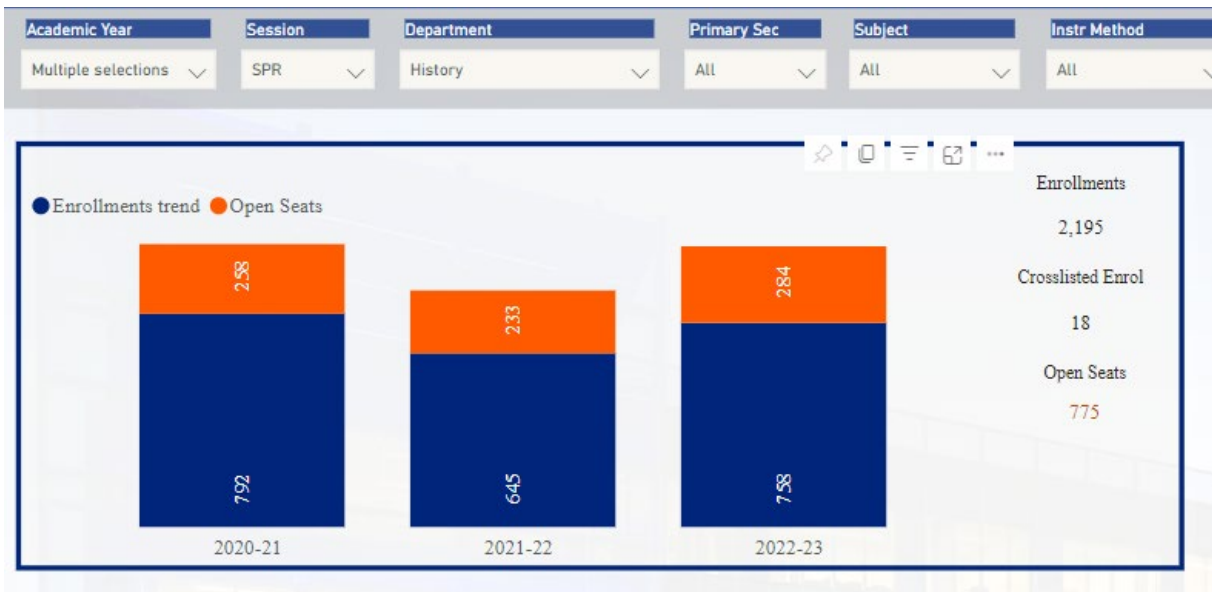 Academic Year Session Department Primary Sec Subject Instr Method
Multiple selections SPR History All All All
Enrollments trend Open Seats
Enrollments
2,195
Crosslisted Enrol
18
Open Seats
775
258 233 284
792 645 758
2020-21 2021-22 2022-23